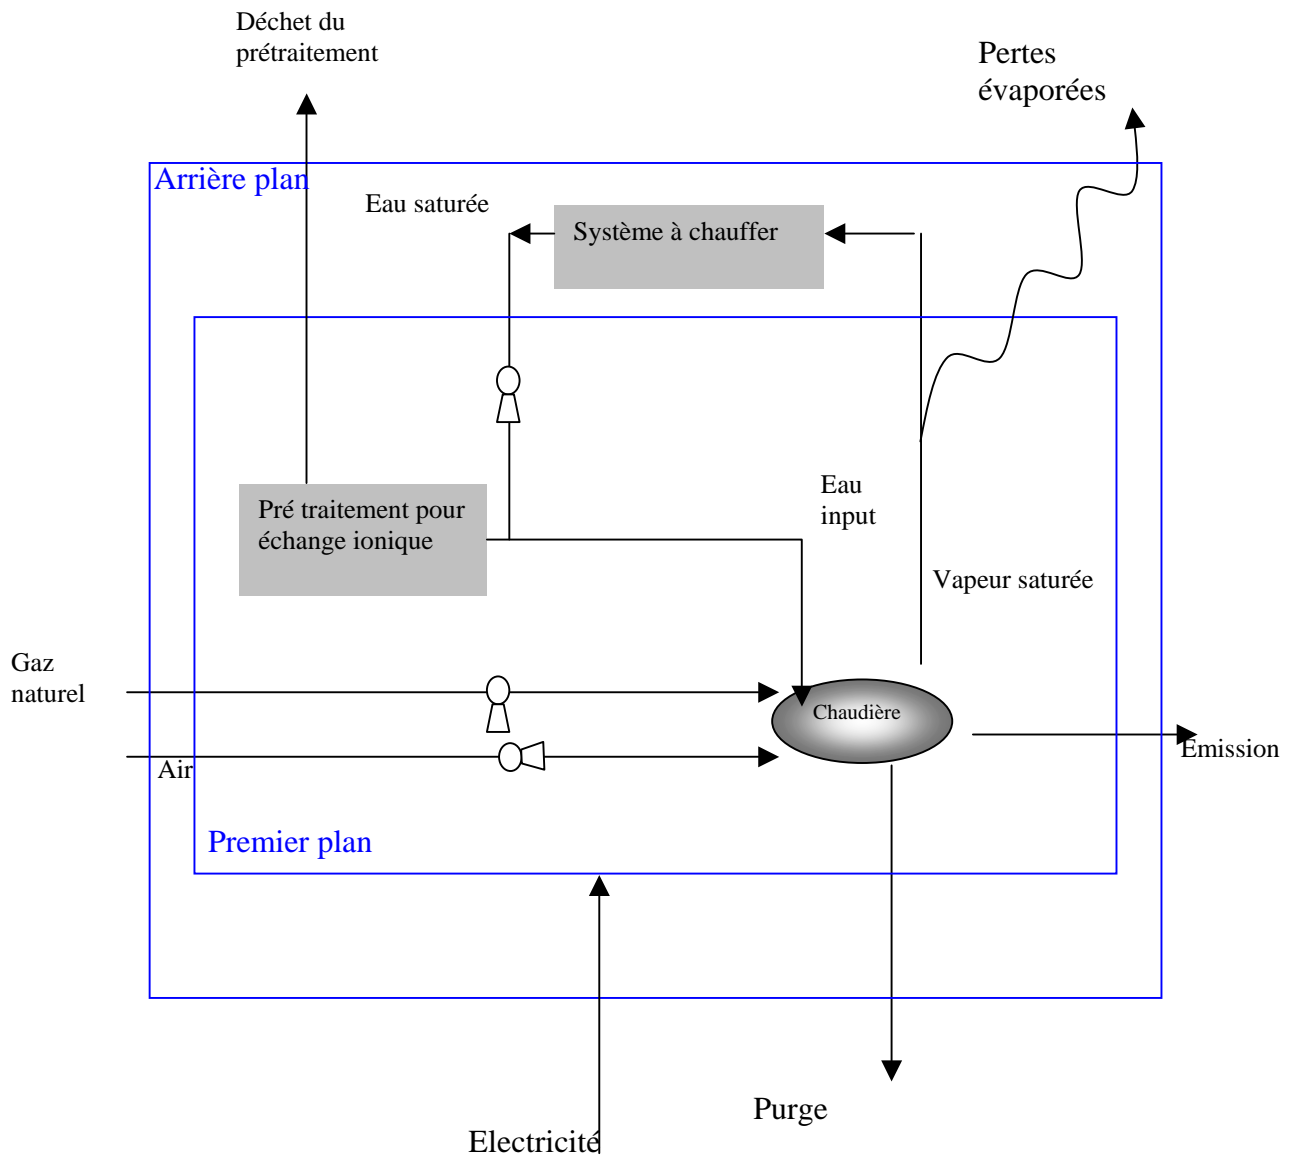 Déchet du
prétraitement
Pertes
évaporées
Arrière plan
Eau saturée
Système à chauffer
Eau
input
Pré traitement pour
échange ionique
Vapeur saturée
Gaz
naturel
Chaudière
Emission
Air
Premier plan
Purge
Electricité